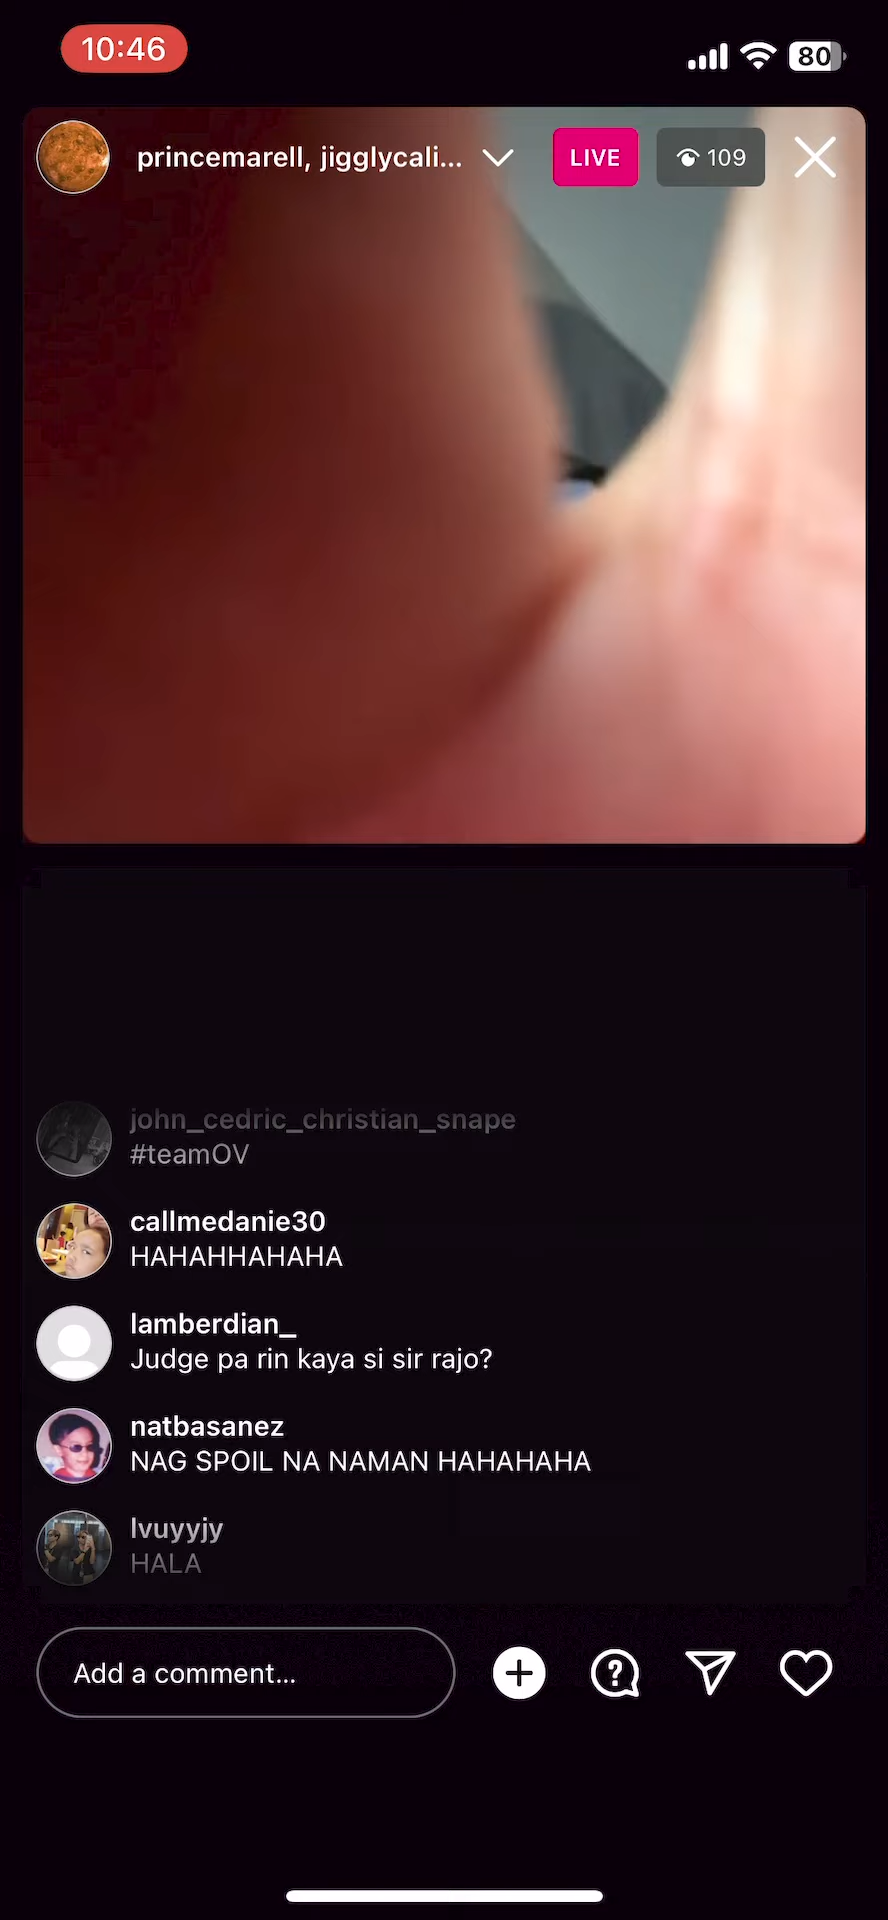 10:46
80
princemarell, jigglycali...
LIVE
109
john_cedric_christian_snape
#teamOV
callmedanie30
HAHAHHAHAHA
lamberdian_
Judge pa rin kaya si sir rajo?
natbasanez
NAG SPOIL NA NAMAN HAHAHAHA
lvuyyjy
HALA
Add a comment...